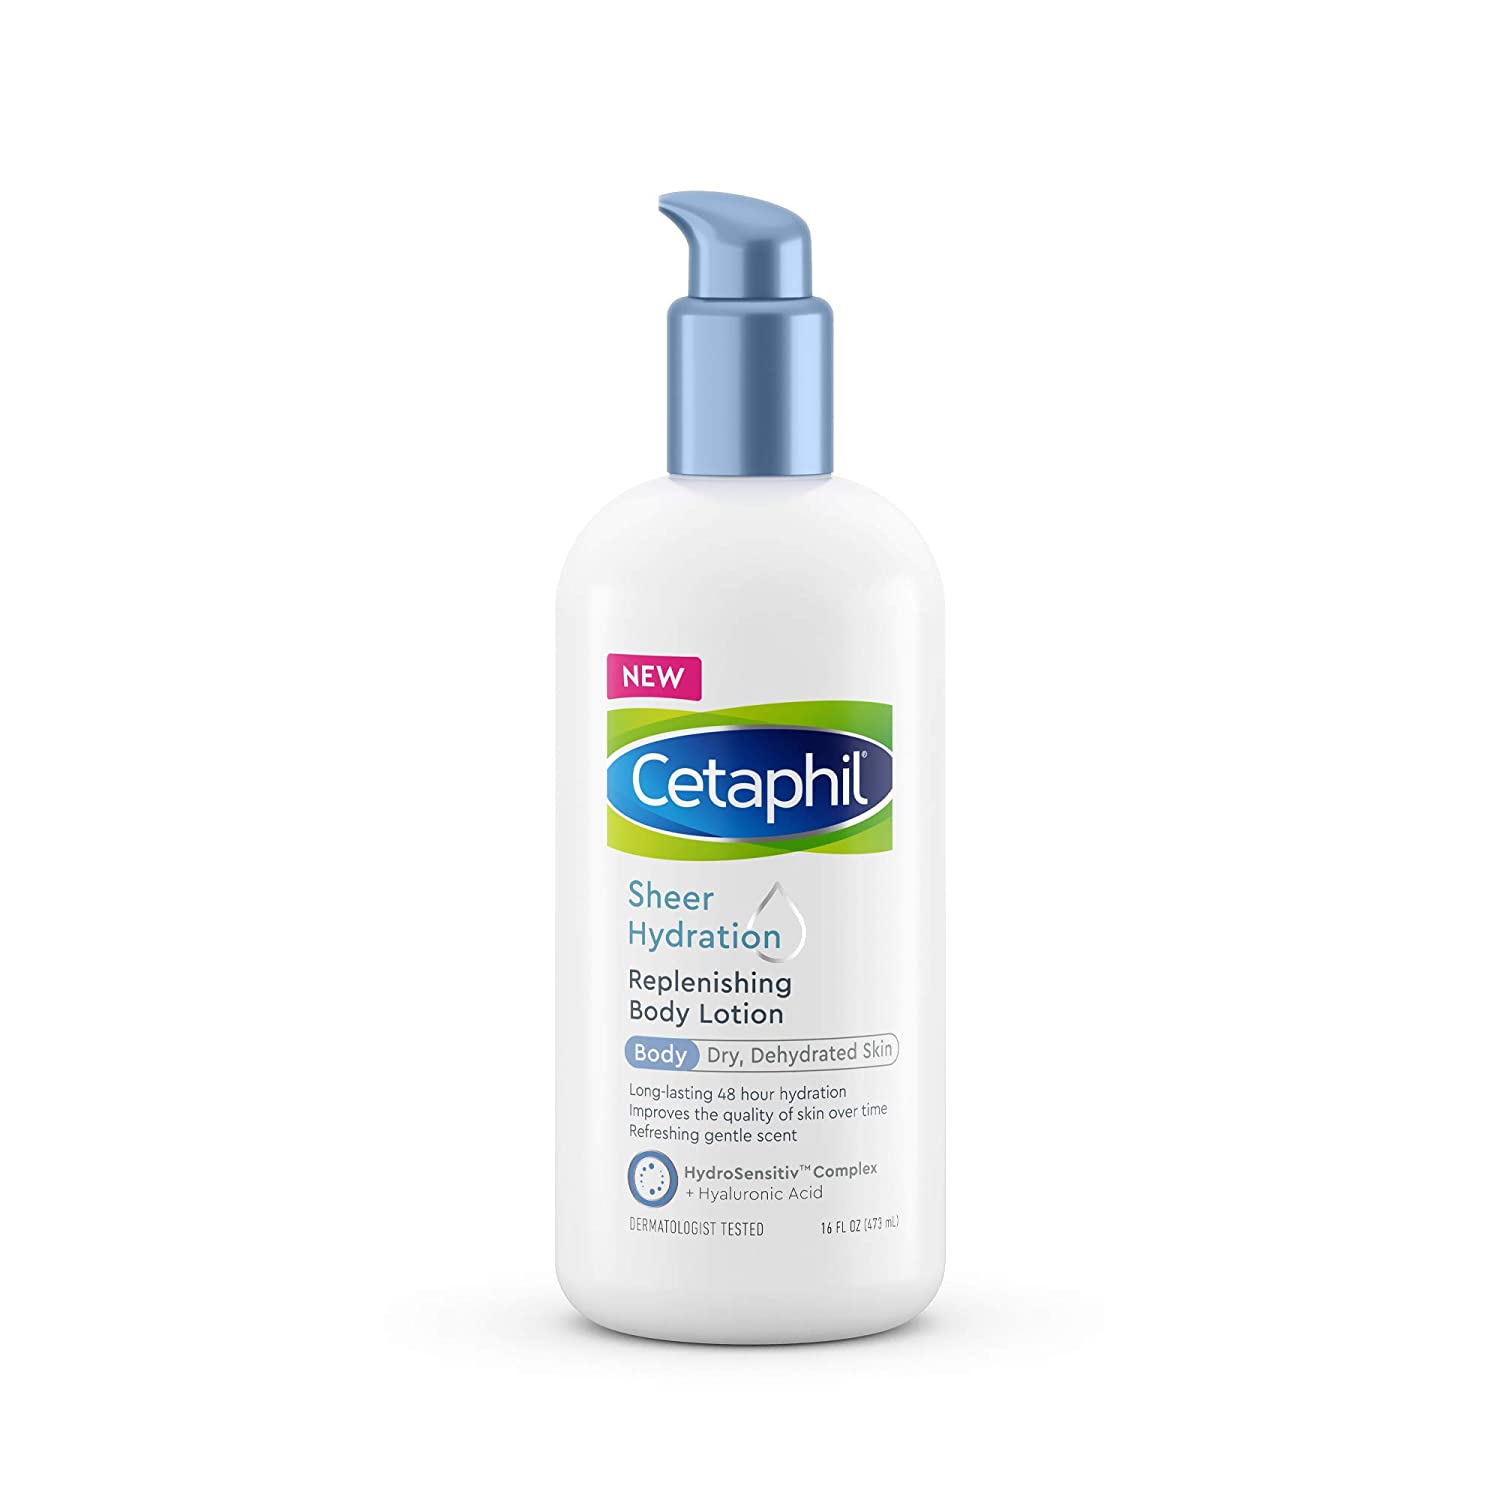 NEW
Cetaphil®
Sheer
Hydration
Replenishing
Body Lotion
Body Dry, Dehydrated Skin
Long-lasting 48 hour hydration
Improves the quality of skin over time
Refreshing gentle scent
HydroSensitiv™ Complex
+ Hyaluronic Acid
DERMATOLOGIST TESTED 16 FL OZ (473 mL)